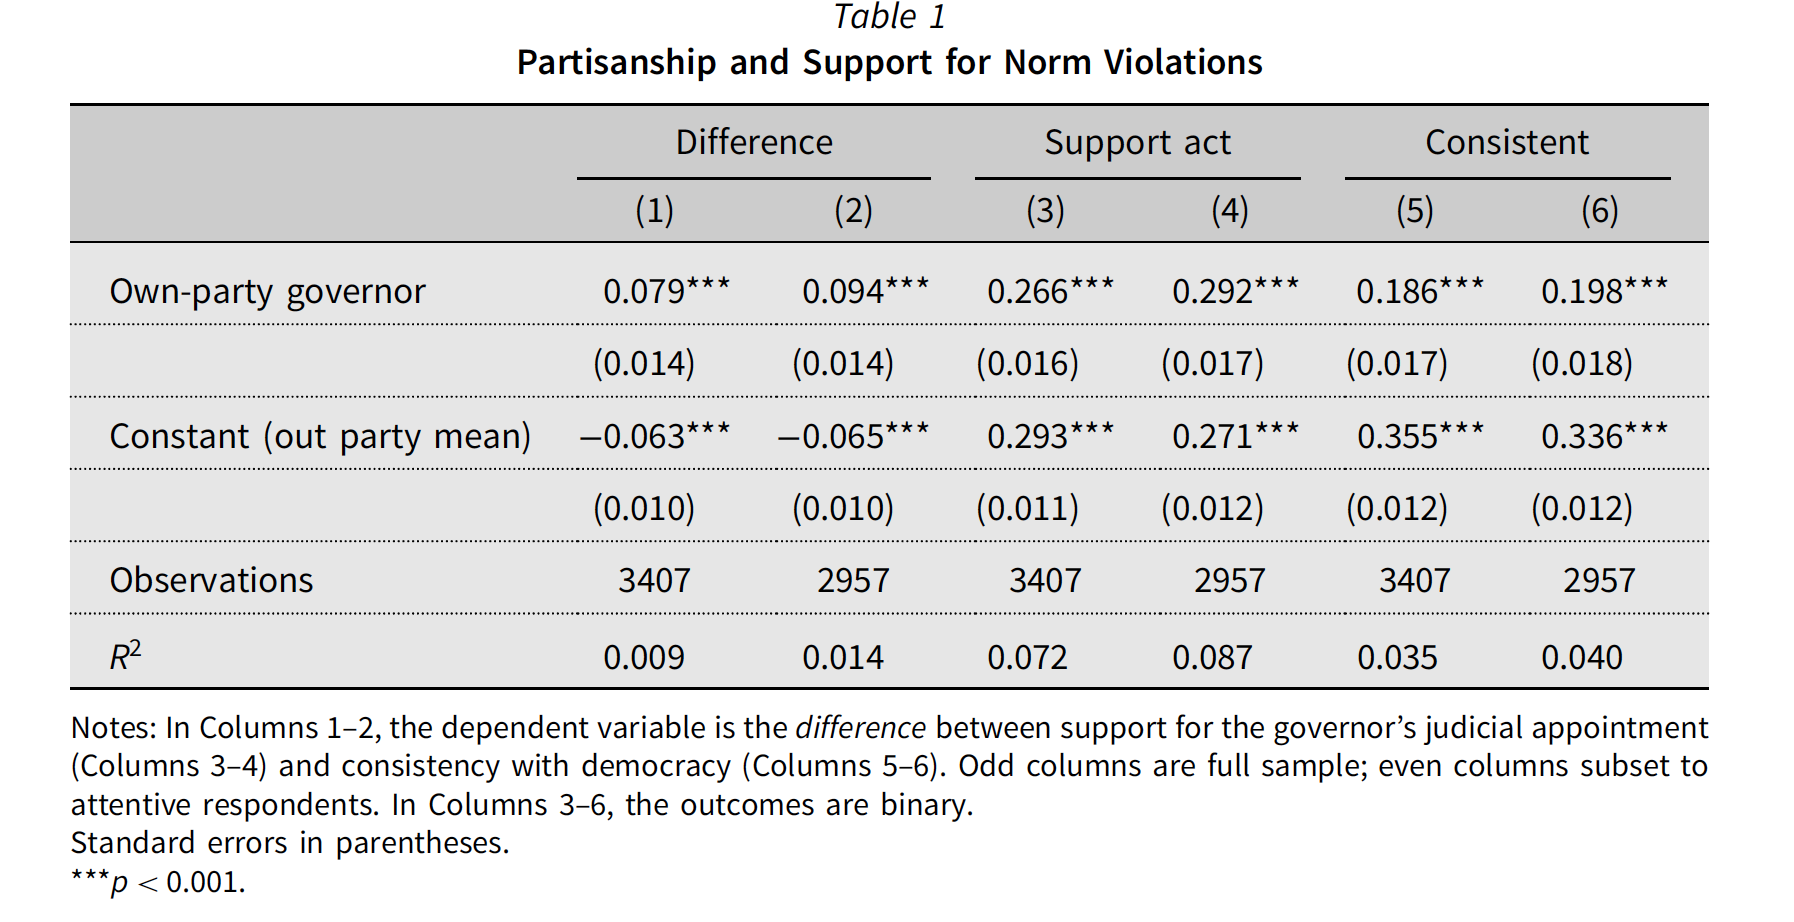 Table 1
Partisanship and Support for Norm Violations
Difference Support act Consistent
(1) (2) (3) (4) (5) (6)
Own-party governor 0.079*** 0.094*** 0.266*** 0.292*** 0.186*** 0.198***
(0.014) (0.014) (0.016) (0.017) (0.017) (0.018)
Constant (out party mean) −0.063*** −0.065*** 0.293*** 0.271*** 0.355*** 0.336***
(0.010) (0.010) (0.011) (0.012) (0.012) (0.012)
Observations 3407 2957 3407 2957 3407 2957
R² 0.009 0.014 0.072 0.087 0.035 0.040
Notes: In Columns 1–2, the dependent variable is the difference between support for the governor’s judicial appointment
(Columns 3–4) and consistency with democracy (Columns 5–6). Odd columns are full sample; even columns subset to
attentive respondents. In Columns 3–6, the outcomes are binary.
Standard errors in parentheses.
***p < 0.001.